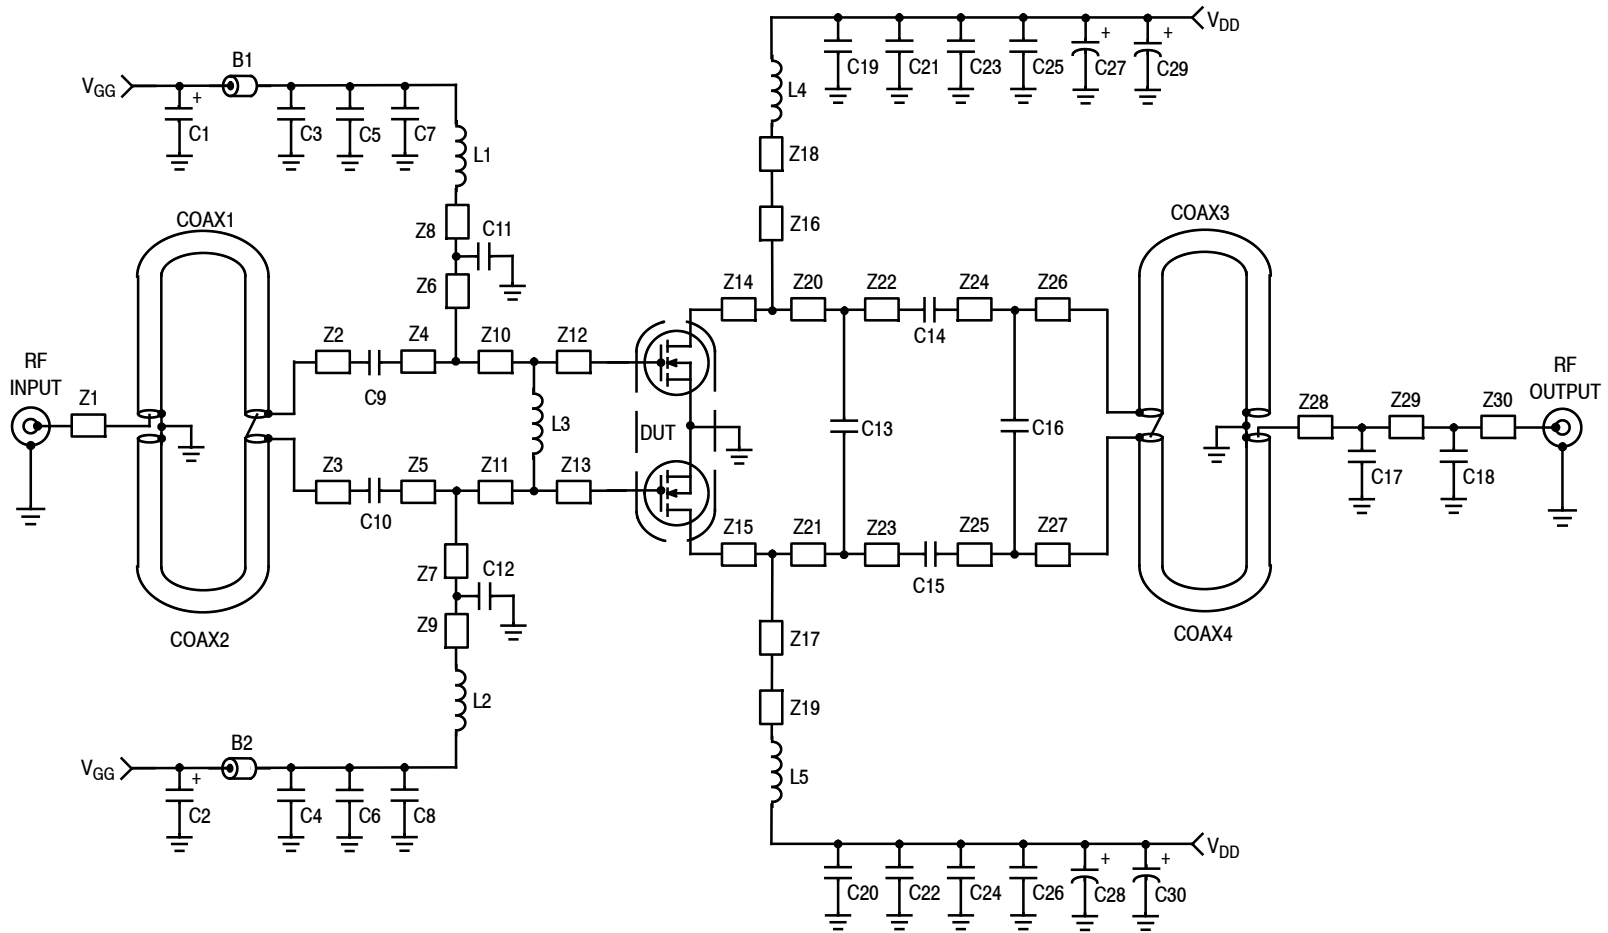 VDD
+
+
C19
C21
C23
C25
C27
C29
B1
VGG
+
C1
C3
C5
C7
L4
L1
Z18
COAX1
COAX3
Z8
C11
Z16
Z6
Z14
Z20
Z22
Z24
Z26
C14
Z2
Z4
Z10
Z12
RF
INPUT
Z1
C9
RF
OUTPUT
Z28
Z29
Z30
L3
DUT
C13
C16
C17
C18
Z3
Z5
Z11
Z13
C10
Z15
Z21
Z23
Z25
Z27
C15
Z7
C12
Z9
COAX2
COAX4
Z17
L2
Z19
B2
VGG
+
C2
C4
C6
C8
L5
VDD
+
+
C20
C22
C24
C26
C28
C30